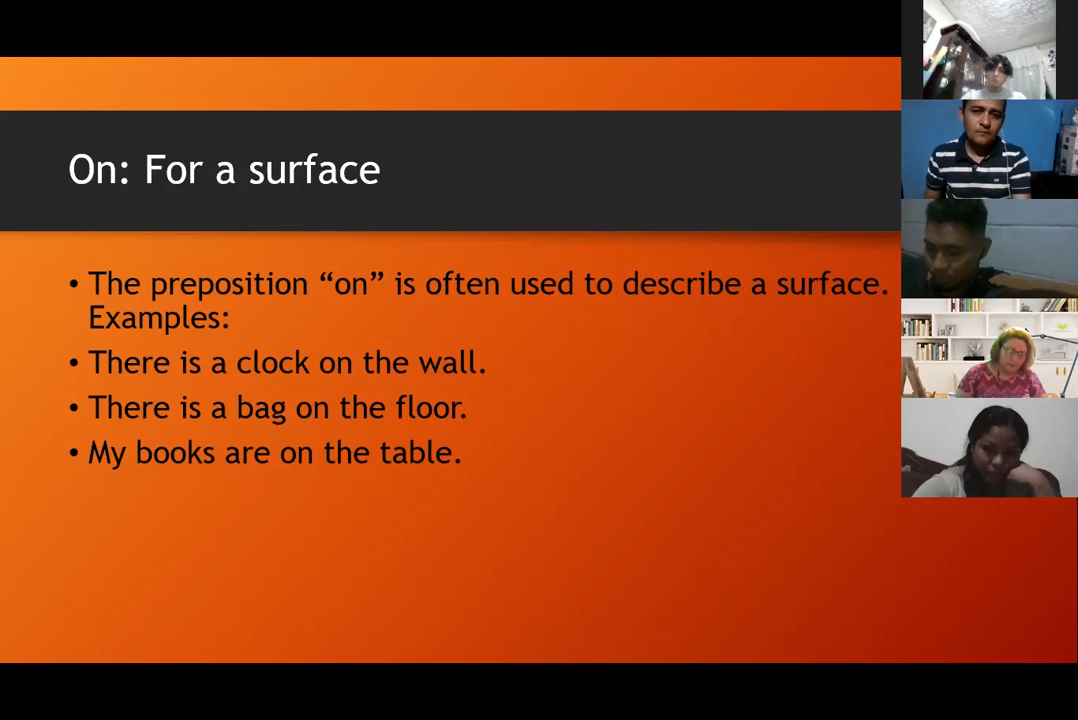 On: For a surface
• The preposition “on” is often used to describe a surface.
Examples:
• There is a clock on the wall.
• There is a bag on the floor.
• My books are on the table.